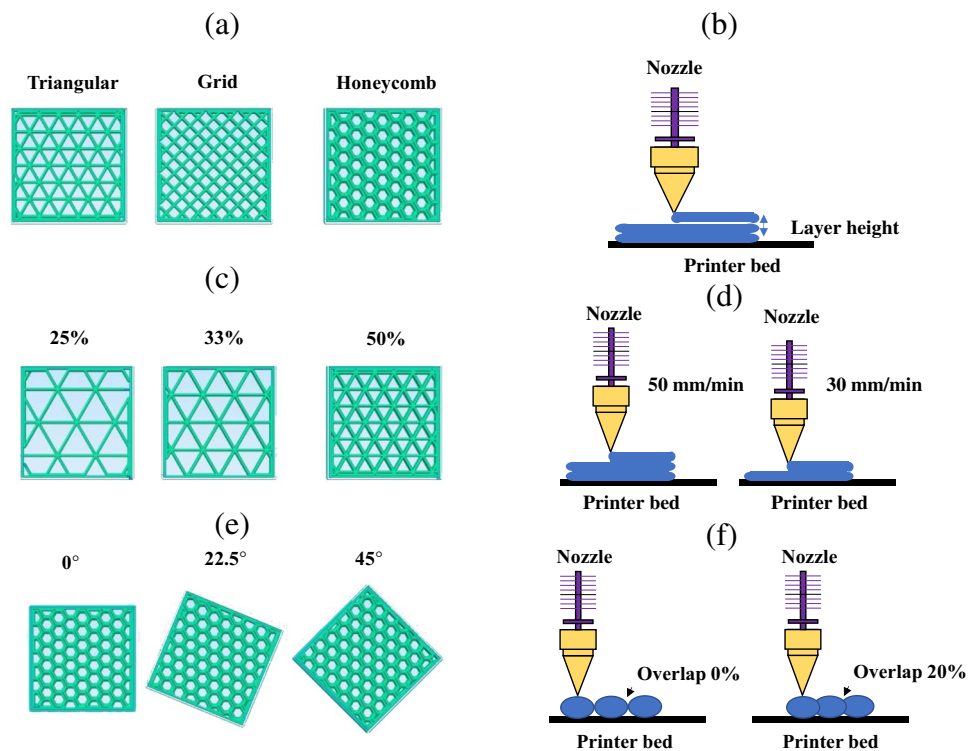 (a)
Triangular Grid Honeycomb
(b)
Nozzle
Layer height
Printer bed
(c)
25% 33% 50%
(d)
Nozzle Nozzle
50 mm/min 30 mm/min
Printer bed Printer bed
(e)
0° 22.5° 45°
(f)
Nozzle Nozzle
Overlap 0% Overlap 20%
Printer bed Printer bed